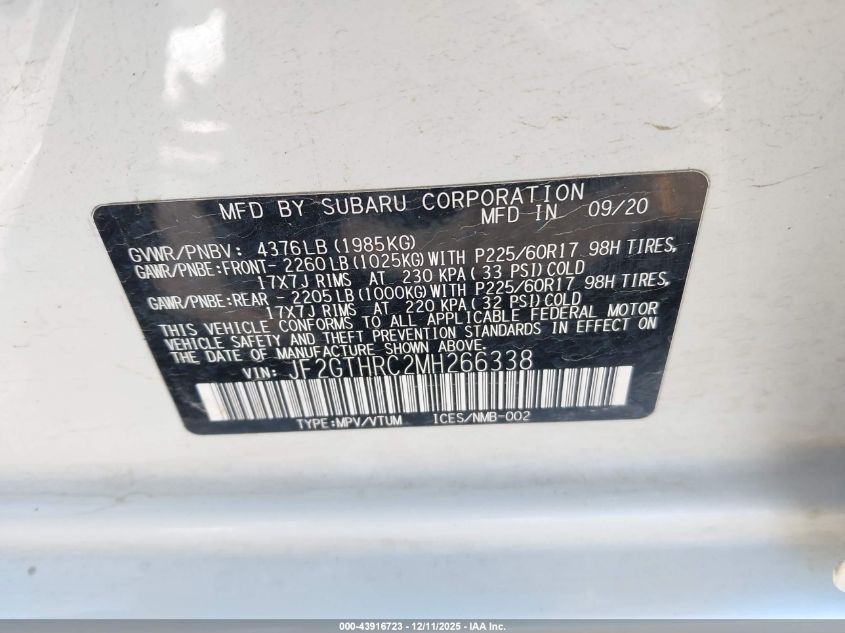 MFD BY SUBARU CORPORATION
MFD IN 09/20
GVWR/PNBV: 4376LB (1985KG)
GAWR/PNBE:FRONT- 2260LB (1025KG) WITH P225/60R17 98H TIRES,
17X7J RIMS AT 230 KPA (33 PSI) COLD
GAWR/PNBE:REAR - 2205LB (1000KG) WITH P225/60R17 98H TIRES,
17X7J RIMS AT 220 KPA (32 PSI) COLD
THIS VEHICLE CONFORMS TO ALL APPLICABLE FEDERAL MOTOR
VEHICLE SAFETY AND THEFT PREVENTION STANDARDS IN EFFECT ON
THE DATE OF MANUFACTURE SHOWN ABOVE.
VIN: JF2GTHRC2MH266338
TYPE:MPV/VTUM ICES/NMB-002
000-43916723 - 12/11/2025 - IAA Inc.